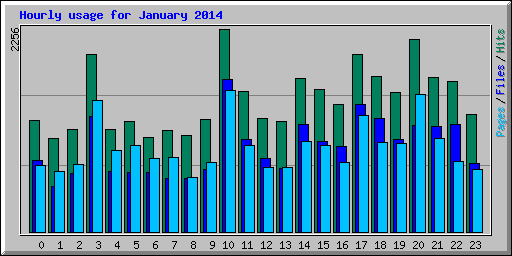 Hourly usage for January 2014
2256
Pages / Files / Hits
0 1 2 3 4 5 6 7 8 9 10 11 12 13 14 15 16 17 18 19 20 21 22 23